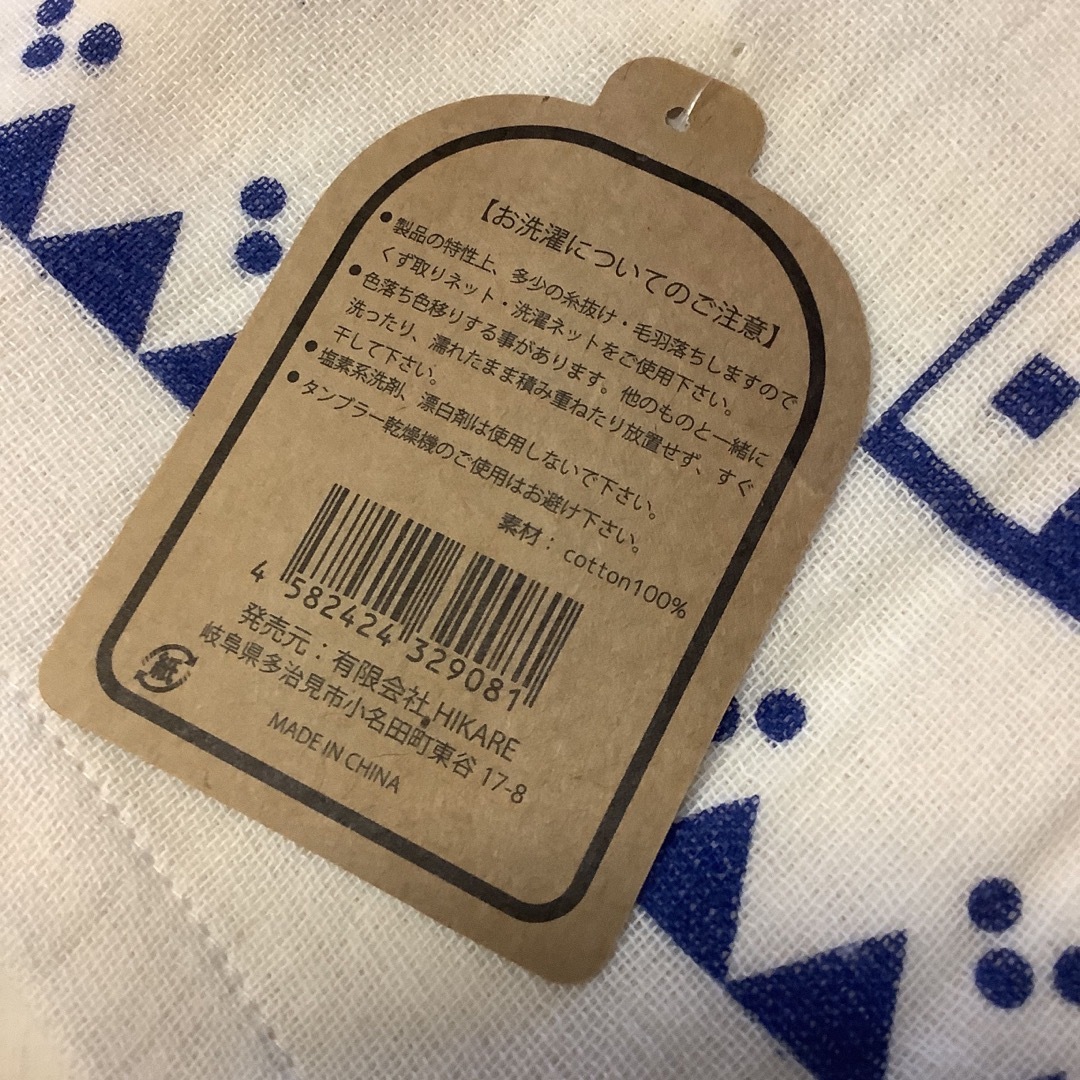 【お洗濯についてのご注意】
●製品の特性上、多少の糸抜け・毛羽落ちしますので
くず取りネット・洗濯ネットをご使用下さい。
●色落ち色移りする事があります。他のものと一緒に
洗ったり、濡れたまま積み重ねたり放置せず、すぐ
干して下さい。
●塩素系洗剤、漂白剤は使用しないで下さい。
●タンブラー乾燥機のご使用はお避け下さい。
素材：cotton100%
4 582424 329081
発売元：有限会社 HIKARE
岐阜県多治見市小名田町東谷 17-8
MADE IN CHINA
紙